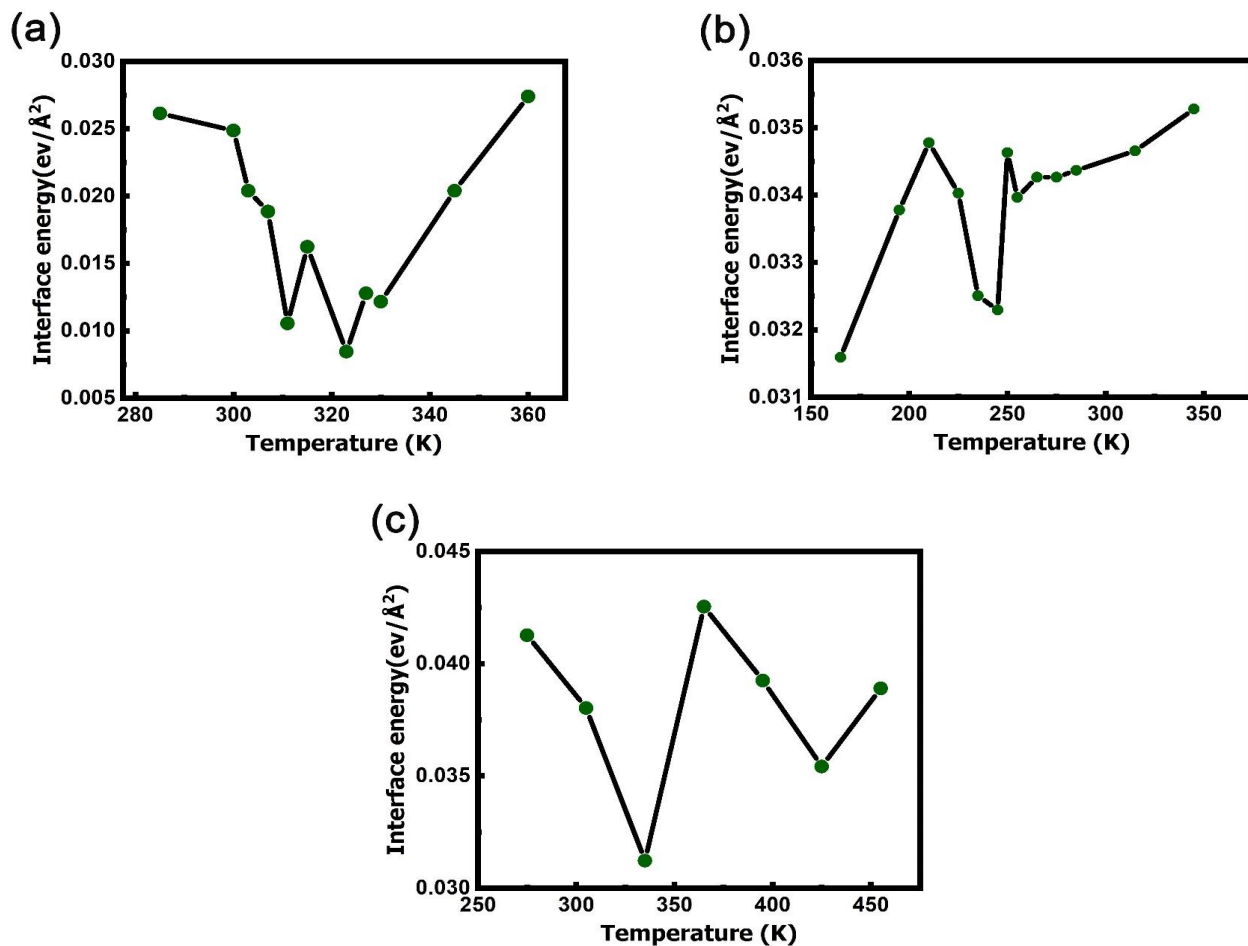 (a)
0.030
0.025
0.020
0.015
0.010
0.005
Interface energy(ev/Å²)
280 300 320 340 360
Temperature (K)
(b)
0.036
0.035
0.034
0.033
0.032
0.031
Interface energy(ev/Å²)
150 200 250 300 350
Temperature (K)
(c)
0.045
0.040
0.035
0.030
Interface energy(ev/Å²)
250 300 350 400 450
Temperature (K)